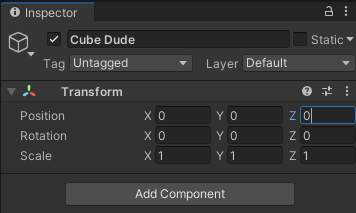 Inspector
Cube Dude Static
Tag Untagged Layer Default
Transform
Position X 0 Y 0 Z 0
Rotation X 0 Y 0 Z 0
Scale X 1 Y 1 Z 1
Add Component